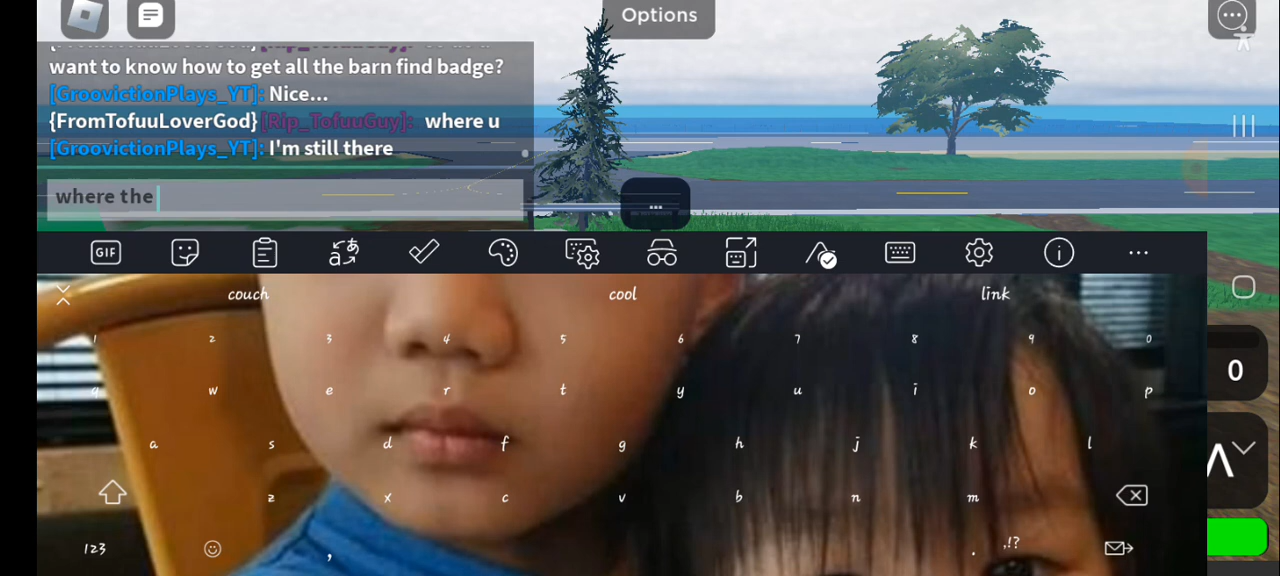 Options
want to know how to get all the barn find badge?
[GroovictionPlays_YT]: Nice...
{FromTofuuLoverGod} [Rip_TofuuGuy]: where u
[GroovictionPlays_YT]: I'm still there
where the
GIF
couch cool link
1 2 3 4 5 6 7 8 9 0
q w e r t y u i o p
a s d f g h j k l
z x c v b n m
123 , . ,!?
0